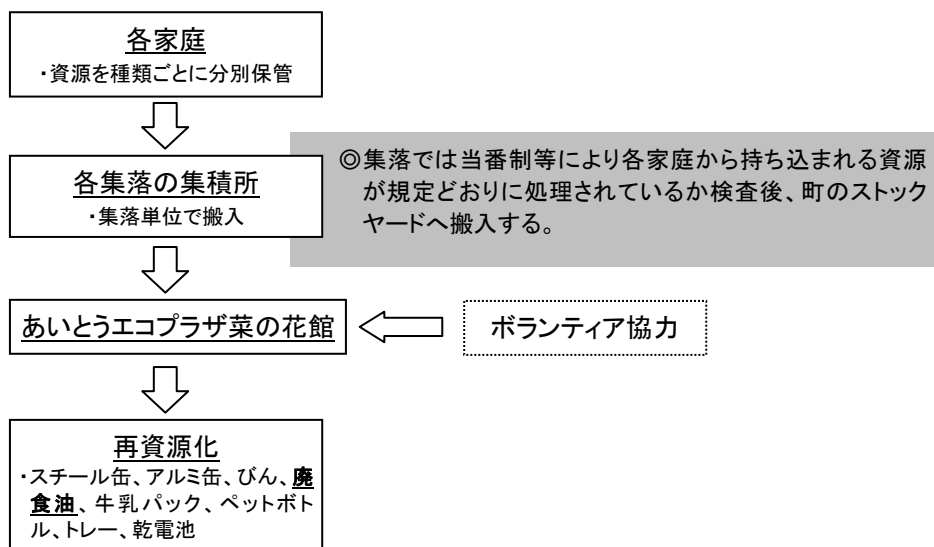 各家庭
・資源を種類ごとに分別保管
◎集落では当番制等により各家庭から持ち込まれる資源
が規定どおりに処理されているか検査後、町のストック
ヤードへ搬入する。
各集落の集積所
・集落単位で搬入
あいとうエコプラザ菜の花館
ボランティア協力
再資源化
・スチール缶、アルミ缶、びん、廃
食油、牛乳パック、ペットボト
ル、トレー、乾電池